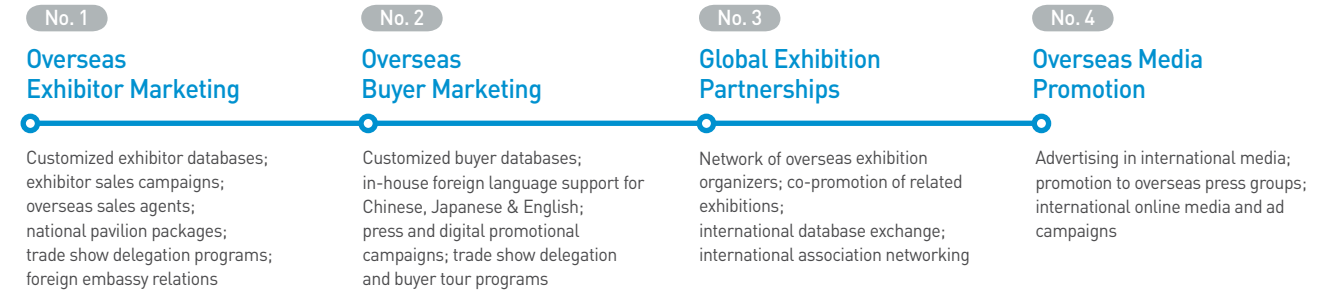 No. 1
Overseas
Exhibitor Marketing
Customized exhibitor databases;
exhibitor sales campaigns;
overseas sales agents;
national pavilion packages;
trade show delegation programs;
foreign embassy relations
No. 2
Overseas
Buyer Marketing
Customized buyer databases;
in-house foreign language support for
Chinese, Japanese & English;
press and digital promotional
campaigns; trade show delegation
and buyer tour programs
No. 3
Global Exhibition
Partnerships
Network of overseas exhibition
organizers; co-promotion of related
exhibitions;
international database exchange;
international association networking
No. 4
Overseas Media
Promotion
Advertising in international media;
promotion to overseas press groups;
international online media and ad
campaigns